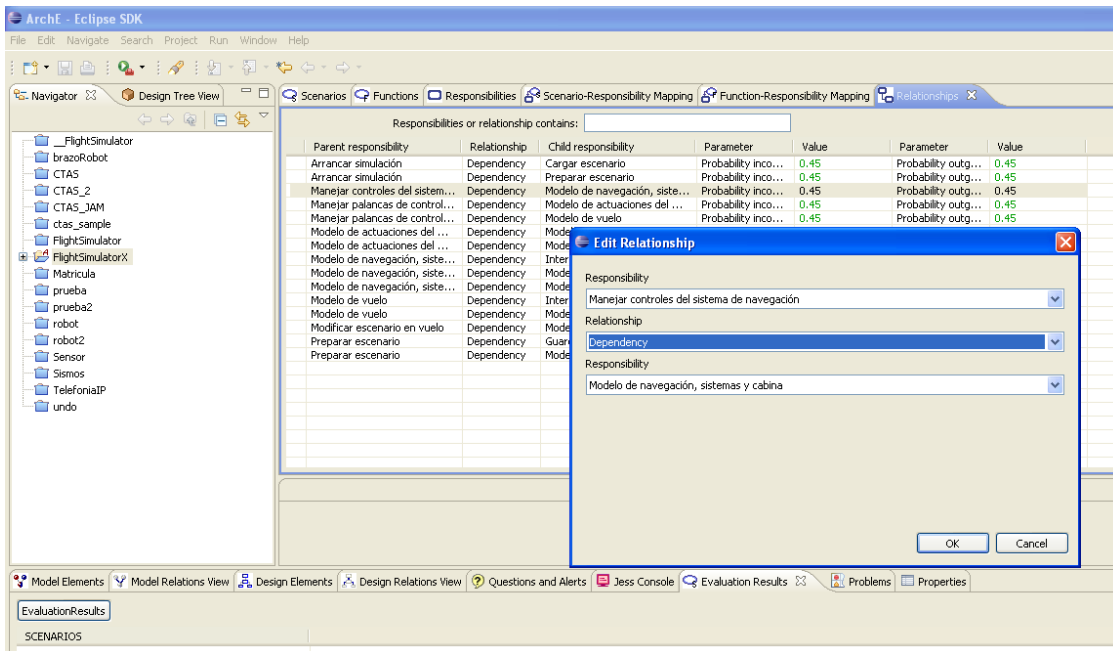 ArchE - Eclipse SDK
File Edit Navigate Search Project Run Window Help
Navigator Design Tree View
Scenarios Functions Responsibilities Scenario-Responsibility Mapping Function-Responsibility Mapping Relationships
Responsibilities or relationship contains:
__FlightSimulator
brazoRobot
CTAS
CTAS_2
CTAS_JAM
ctas_sample
FlightSimulator
FlightSimulatorX
Matricula
prueba
prueba2
robot
robot2
Sensor
Sismos
TelefoniaIP
undo
Parent responsibility Relationship Child responsibility Parameter Value Parameter Value
Arrancar simulación Dependency Cargar escenario Probability inco... 0.45 Probability outg... 0.45
Arrancar simulación Dependency Preparar escenario Probability inco... 0.45 Probability outg... 0.45
Manejar controles del sistem... Dependency Modelo de navegación, siste... Probability inco... 0.45 Probability outg... 0.45
Manejar palancas de control... Dependency Modelo de actuaciones del ... Probability inco... 0.45 Probability outg... 0.45
Manejar palancas de control... Dependency Modelo de vuelo Probability inco... 0.45 Probability outg... 0.45
Modelo de actuaciones del ... Dependency Mode
Modelo de actuaciones del ... Dependency Mode
Modelo de navegación, siste... Dependency Inter
Modelo de navegación, siste... Dependency Mode
Modelo de navegación, siste... Dependency Mode
Modelo de vuelo Dependency Inter
Modelo de vuelo Dependency Mode
Modificar escenario en vuelo Dependency Mode
Preparar escenario Dependency Guar
Preparar escenario Dependency Mode
Edit Relationship
Responsibility
Manejar controles del sistema de navegación
Relationship
Dependency
Responsibility
Modelo de navegación, sistemas y cabina
OK Cancel
Model Elements Model Relations View Design Elements Design Relations View Questions and Alerts Jess Console Evaluation Results Problems Properties
EvaluationResults
SCENARIOS